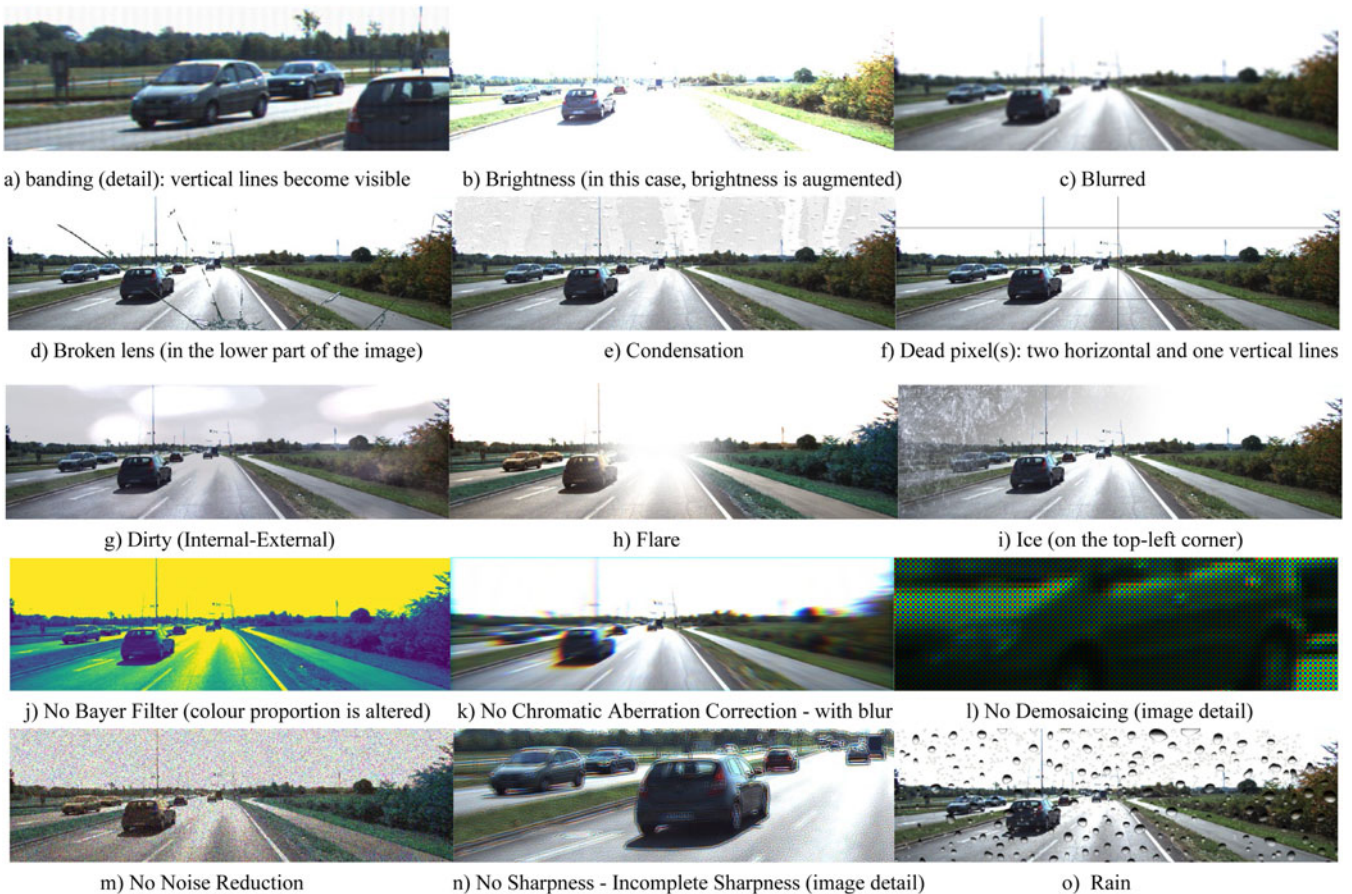 a) banding (detail): vertical lines become visible
b) Brightness (in this case, brightness is augmented)
c) Blurred
d) Broken lens (in the lower part of the image)
e) Condensation
f) Dead pixel(s): two horizontal and one vertical lines
g) Dirty (Internal-External)
h) Flare
i) Ice (on the top-left corner)
j) No Bayer Filter (colour proportion is altered)
k) No Chromatic Aberration Correction - with blur
l) No Demosaicing (image detail)
m) No Noise Reduction
n) No Sharpness - Incomplete Sharpness (image detail)
o) Rain